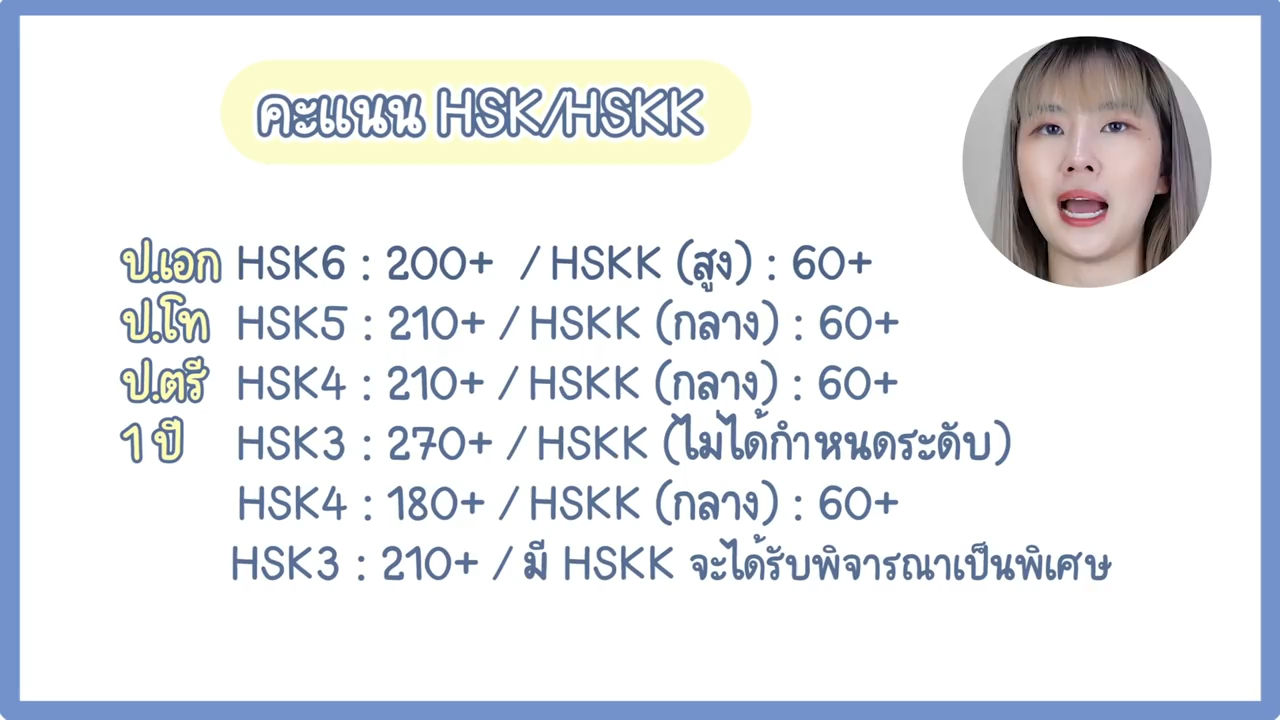 คะแนน HSK/HSKK
ป.เอก HSK6 : 200+ / HSKK (สูง) : 60+
ป.โท HSK5 : 210+ / HSKK (กลาง) : 60+
ป.ตรี HSK4 : 210+ / HSKK (กลาง) : 60+
1 ปี HSK3 : 270+ / HSKK (ไม่ได้กำหนดระดับ)
HSK4 : 180+ / HSKK (กลาง) : 60+
HSK3 : 210+ / มี HSKK จะได้รับพิจารณาเป็นพิเศษ